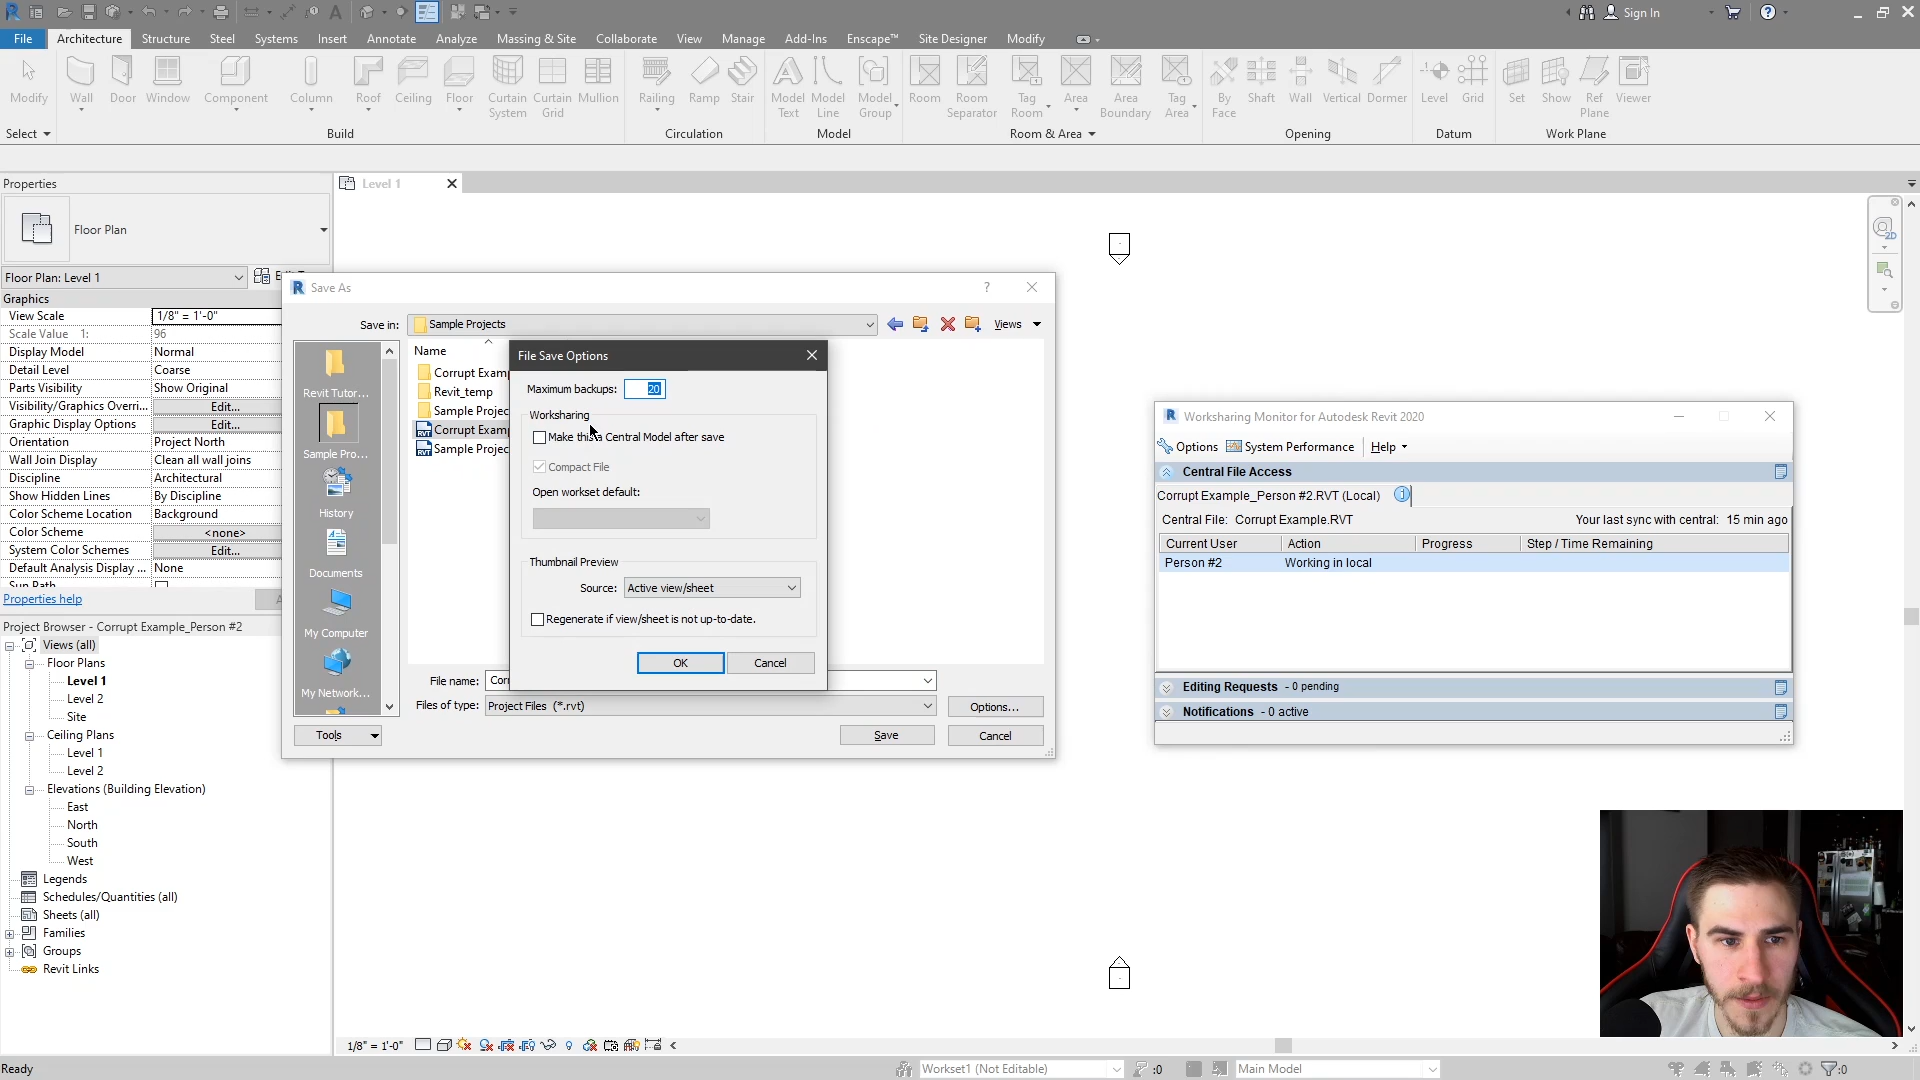 Sign In
File Architecture Structure Steel Systems Insert Annotate Analyze Massing & Site Collaborate View Manage Add-Ins Enscape™ Site Designer Modify
Modify Wall Door Window Component Column Roof Ceiling Floor Curtain System Curtain Grid Mullion Railing Ramp Stair Model Text Model Line Model Group Room Room Separator Tag Room Area Area Boundary Tag Area By Face Shaft Wall Vertical Dormer Level Grid Set Show Ref Plane Viewer
Select Build Circulation Model Room & Area Opening Datum Work Plane
Properties
Level 1
Floor Plan
Floor Plan: Level 1
Graphics
View Scale 1/8" = 1'-0"
Scale Value 1: 96
Display Model Normal
Detail Level Coarse
Parts Visibility Show Original
Visibility/Graphics Overri... Edit...
Graphic Display Options Edit...
Orientation Project North
Wall Join Display Clean all wall joins
Discipline Architectural
Show Hidden Lines By Discipline
Color Scheme Location Background
Color Scheme <none>
System Color Schemes Edit...
Default Analysis Display ... None
Sun Path
Properties help
Project Browser - Corrupt Example_Person #2
Views (all)
Floor Plans
Level 1
Level 2
Site
Ceiling Plans
Level 1
Level 2
Elevations (Building Elevation)
East
North
South
West
Legends
Schedules/Quantities (all)
Sheets (all)
Families
Groups
Revit Links
Save As
?
Save in: Sample Projects
Views
Revit Tutor...
Sample Pro...
History
Documents
My Computer
My Network...
Name
Corrupt Examp
Revit_temp
Sample Projec
Corrupt Examp
Sample Projec
File name: Corr
Files of type: Project Files (*.rvt)
Options...
Tools
Save
Cancel
File Save Options
Maximum backups: 20
Worksharing
Make this a Central Model after save
Compact File
Open workset default:
Thumbnail Preview
Source: Active view/sheet
Regenerate if view/sheet is not up-to-date.
OK
Cancel
Worksharing Monitor for Autodesk Revit 2020
Options System Performance Help
Central File Access
Corrupt Example_Person #2.RVT (Local)
Central File: Corrupt Example.RVT Your last sync with central: 15 min ago
Current User Action Progress Step / Time Remaining
Person #2 Working in local
Editing Requests - 0 pending
Notifications - 0 active
2D
1/8" = 1'-0"
Ready
Workset1 (Not Editable)
:0
Main Model
:0